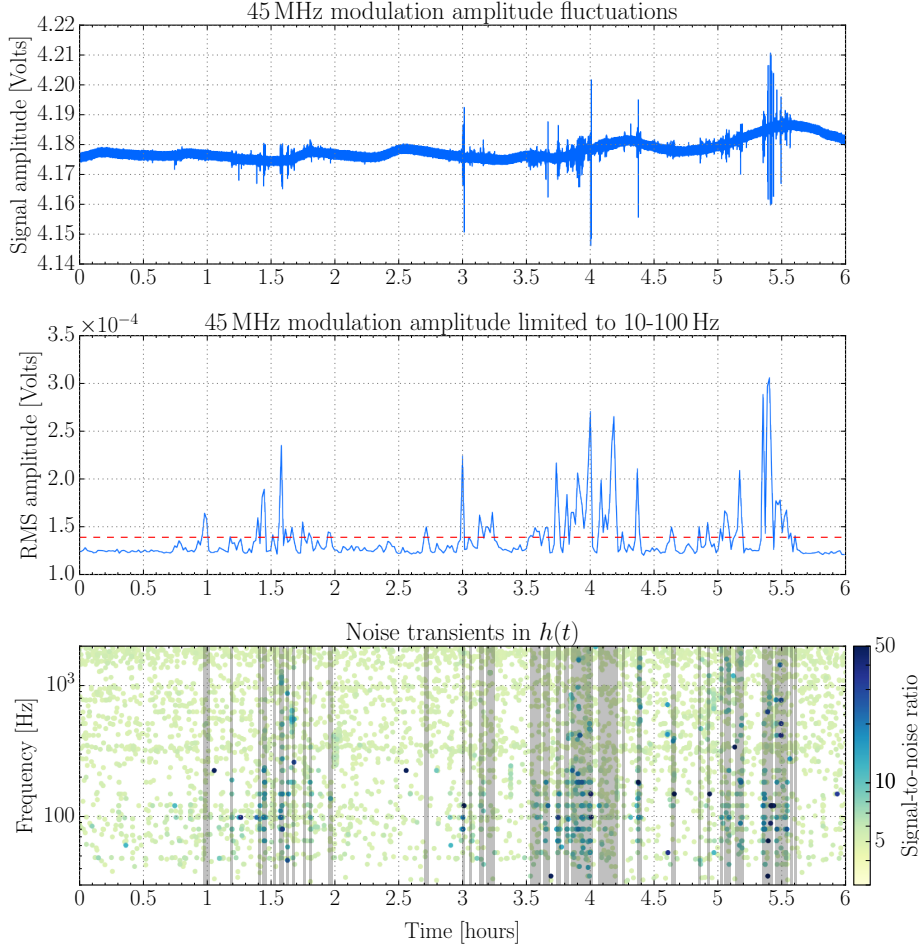 45 MHz modulation amplitude fluctuations
Signal amplitude [Volts]
4.22
4.21
4.20
4.19
4.18
4.17
4.16
4.15
4.14
0 0.5 1 1.5 2 2.5 3 3.5 4 4.5 5 5.5 6
×10⁻⁴ 45 MHz modulation amplitude limited to 10-100 Hz
RMS amplitude [Volts]
3.5
3.0
2.5
2.0
1.5
1.0
0 0.5 1 1.5 2 2.5 3 3.5 4 4.5 5 5.5 6
Noise transients in h(t)
Frequency [Hz]
10³
100
0 0.5 1 1.5 2 2.5 3 3.5 4 4.5 5 5.5 6
Time [hours]
50
10
5
Signal-to-noise ratio